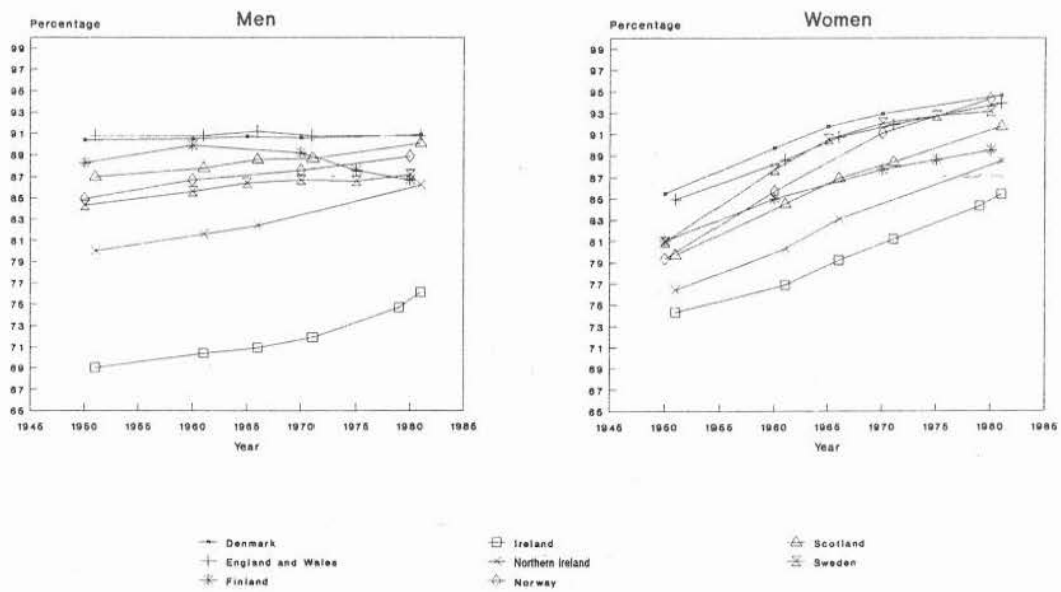 Men
Percentage
99
97
95
93
91
89
87
85
83
81
79
77
75
73
71
69
67
65
1945 1950 1955 1960 1965 1970 1975 1980 1985
Year
Women
Percentage
99
97
95
93
91
89
87
85
83
81
79
77
75
73
71
69
67
65
1945 1950 1955 1960 1965 1970 1975 1980 1985
Year
Denmark
England and Wales
Finland
Ireland
Northern Ireland
Norway
Scotland
Sweden